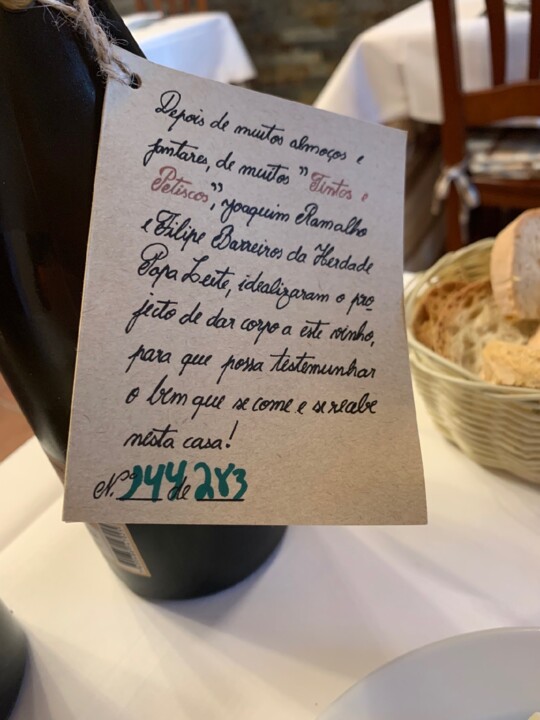 Depois de muitos almoços e
jantares, de muitos "Tintos e
Petiscos", Joaquim Ramalho
e Filipe Barreiros da Herdade
Papa Leite, idealizaram o pro
jecto de dar corpo a este vinho,
para que possa testemunhar
o bem que se come e se recebe
nesta casa!
N. 244 de 283